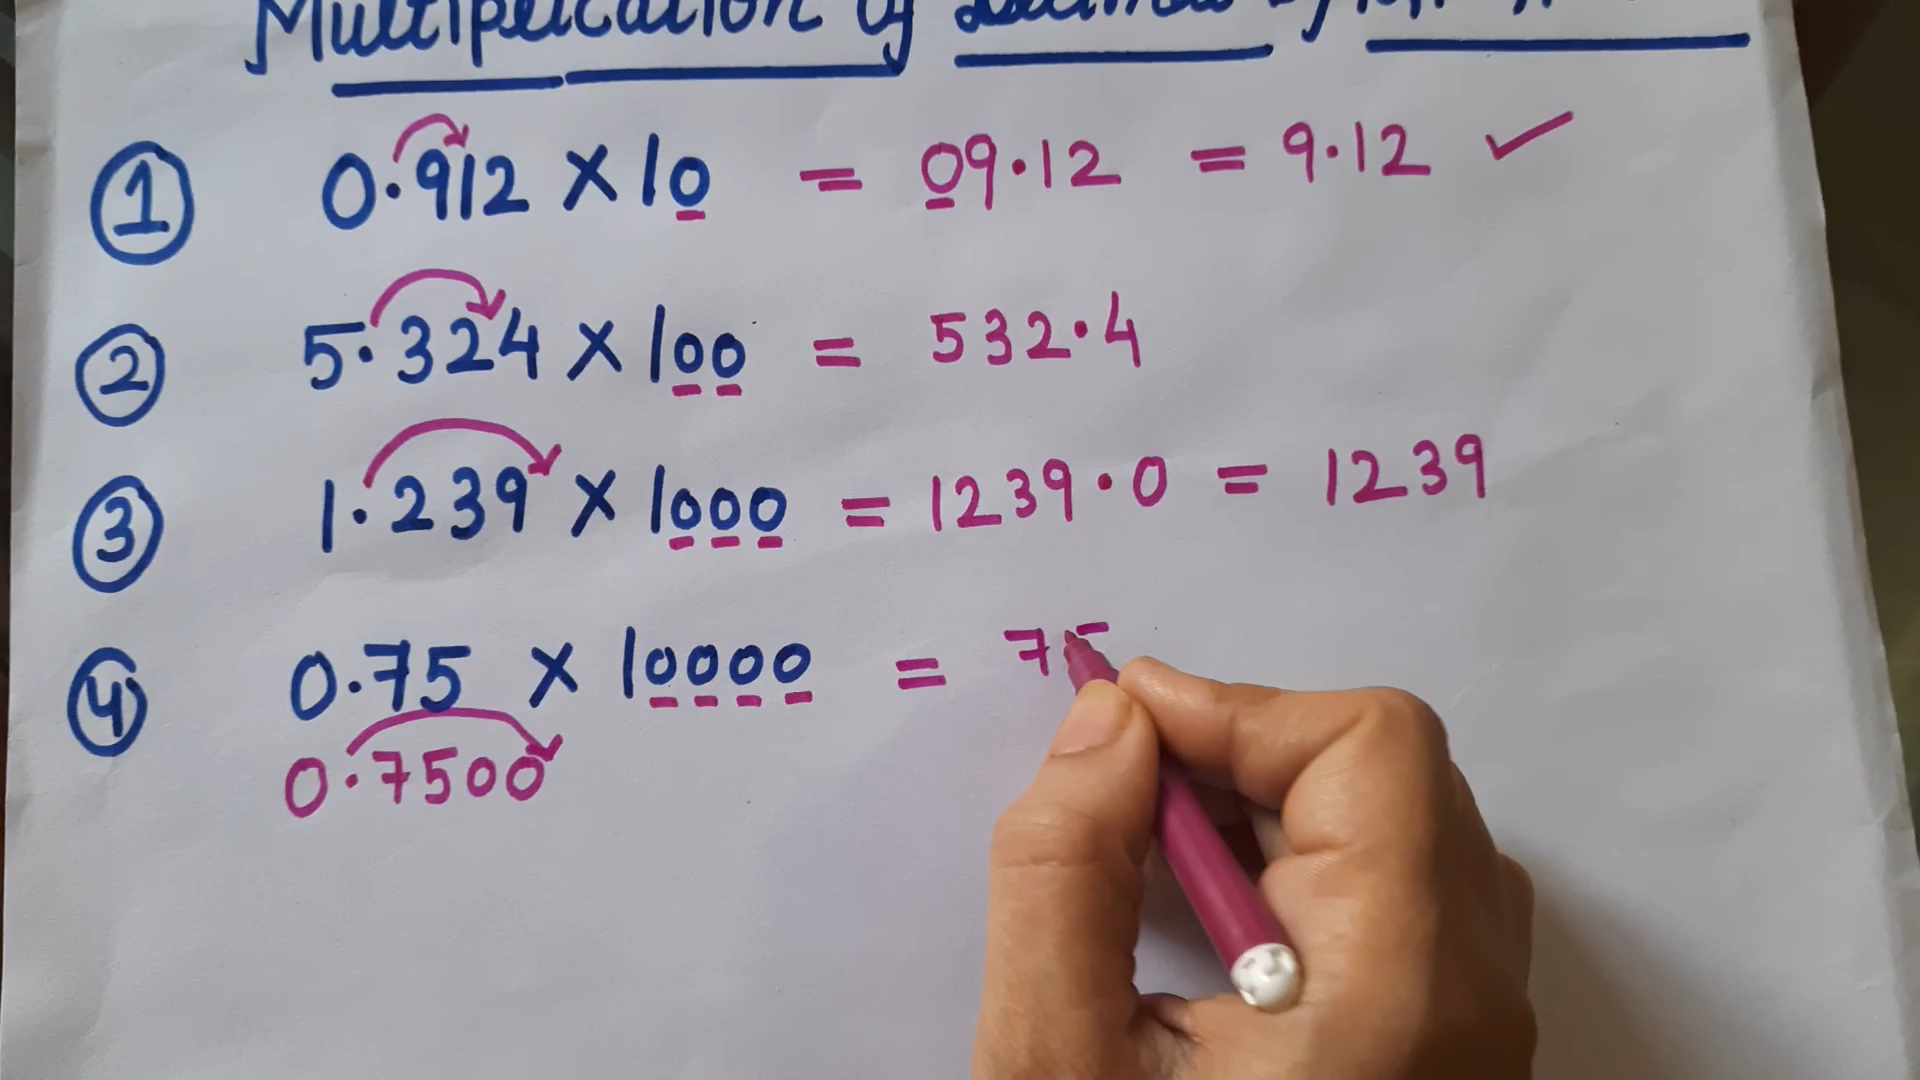 Multiplication of
① 0.912 × 10 = 09.12 = 9.12 ✓
② 5.324 × 100 = 532.4
③ 1.239 × 1000 = 1239.0 = 1239
④ 0.75 × 10000 = 75
0.7500